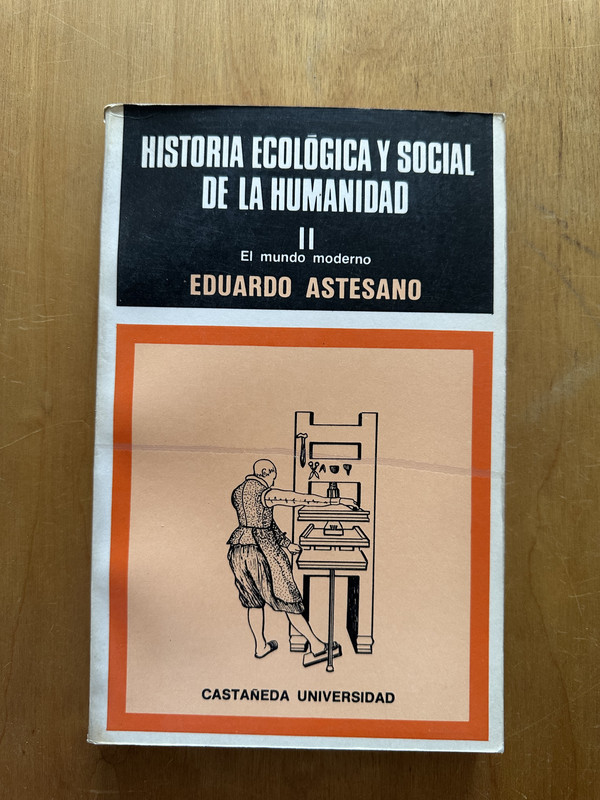 HISTORIA ECOLÓGICA Y SOCIAL
DE LA HUMANIDAD
II
El mundo moderno
EDUARDO ASTESANO
CASTAÑEDA UNIVERSIDAD